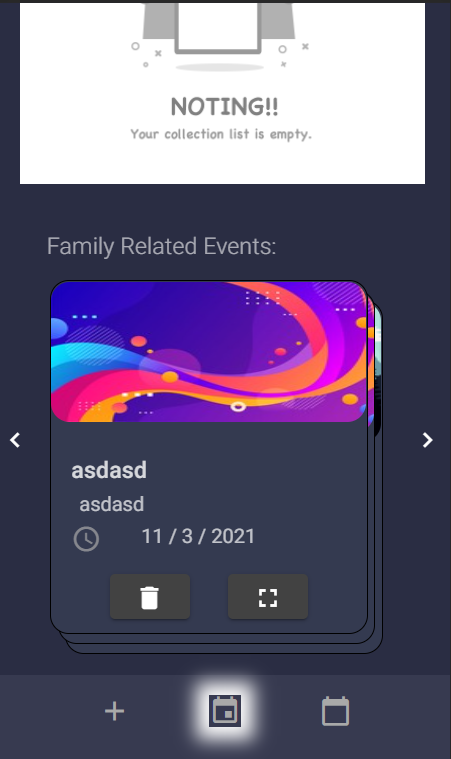 NOTING!!
Your collection list is empty.
Family Related Events:
asdasd
asdasd
11 / 3 / 2021